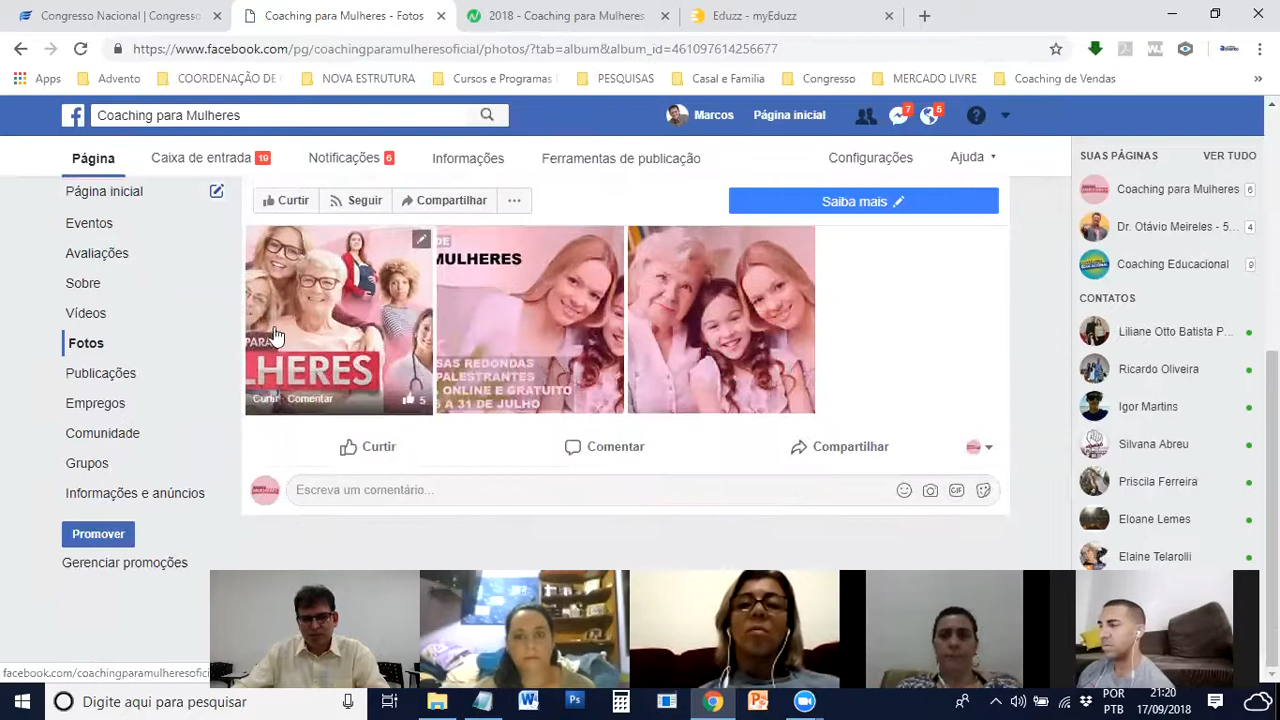 Congresso Nacional | Congresso
Coaching para Mulheres - Fotos
2018 - Coaching para Mulheres
Eduzz - myEduzz
https://www.facebook.com/pg/coachingparamulheresoficial/photos/?tab=album&album_id=461097614256677
Apps
Advento
COORDENAÇÃO DE
NOVA ESTRUTURA
Cursos e Programas
PESQUISAS
Casal e Familia
Congresso
MERCADO LIVRE
Coaching de Vendas
Coaching para Mulheres
Marcos
Página inicial
7
5
Página
Caixa de entrada 19
Notificações 6
Informações
Ferramentas de publicação
Configurações
Ajuda
Página inicial
Eventos
Avaliações
Sobre
Vídeos
Fotos
Publicações
Empregos
Comunidade
Grupos
Informações e anúncios
Promover
Gerenciar promoções
Curtir
Seguir
Compartilhar
Saiba mais
PARA
LHERES
Curtir · Comentar
5
DE
MULHERES
SAS REDONDAS
PALESTRANTES
ONLINE E GRATUITO
A 31 DE JULHO
Curtir
Comentar
Compartilhar
Escreva um comentário...
GIF
SUAS PÁGINAS
VER TUDO
Coaching para Mulheres 6
Dr. Otávio Meireles - 5... 4
Coaching Educacional 9
CONTATOS
Liliane Otto Batista P...
Ricardo Oliveira
Igor Martins
Silvana Abreu
Priscila Ferreira
Eloane Lemes
Elaine Telarolli
facebook.com/coachingparamulheresofici
Digite aqui para pesquisar
POR
PTB
21:20
17/09/2018